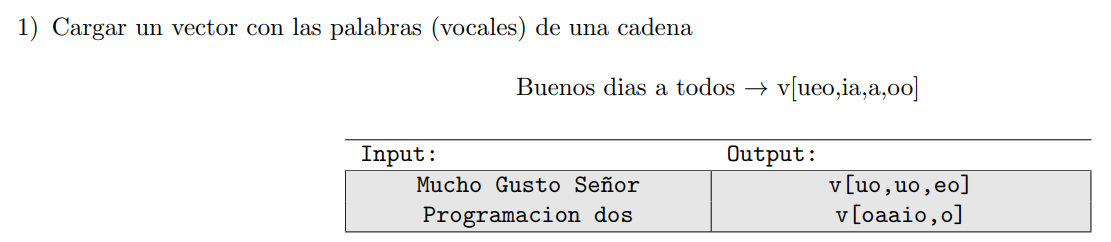 1) Cargar un vector con las palabras (vocales) de una cadena
Buenos dias a todos → v[ueo,ia,a,oo]
Input: Output:
Mucho Gusto Señor v[uo,uo,eo]
Programacion dos v[oaaio,o]